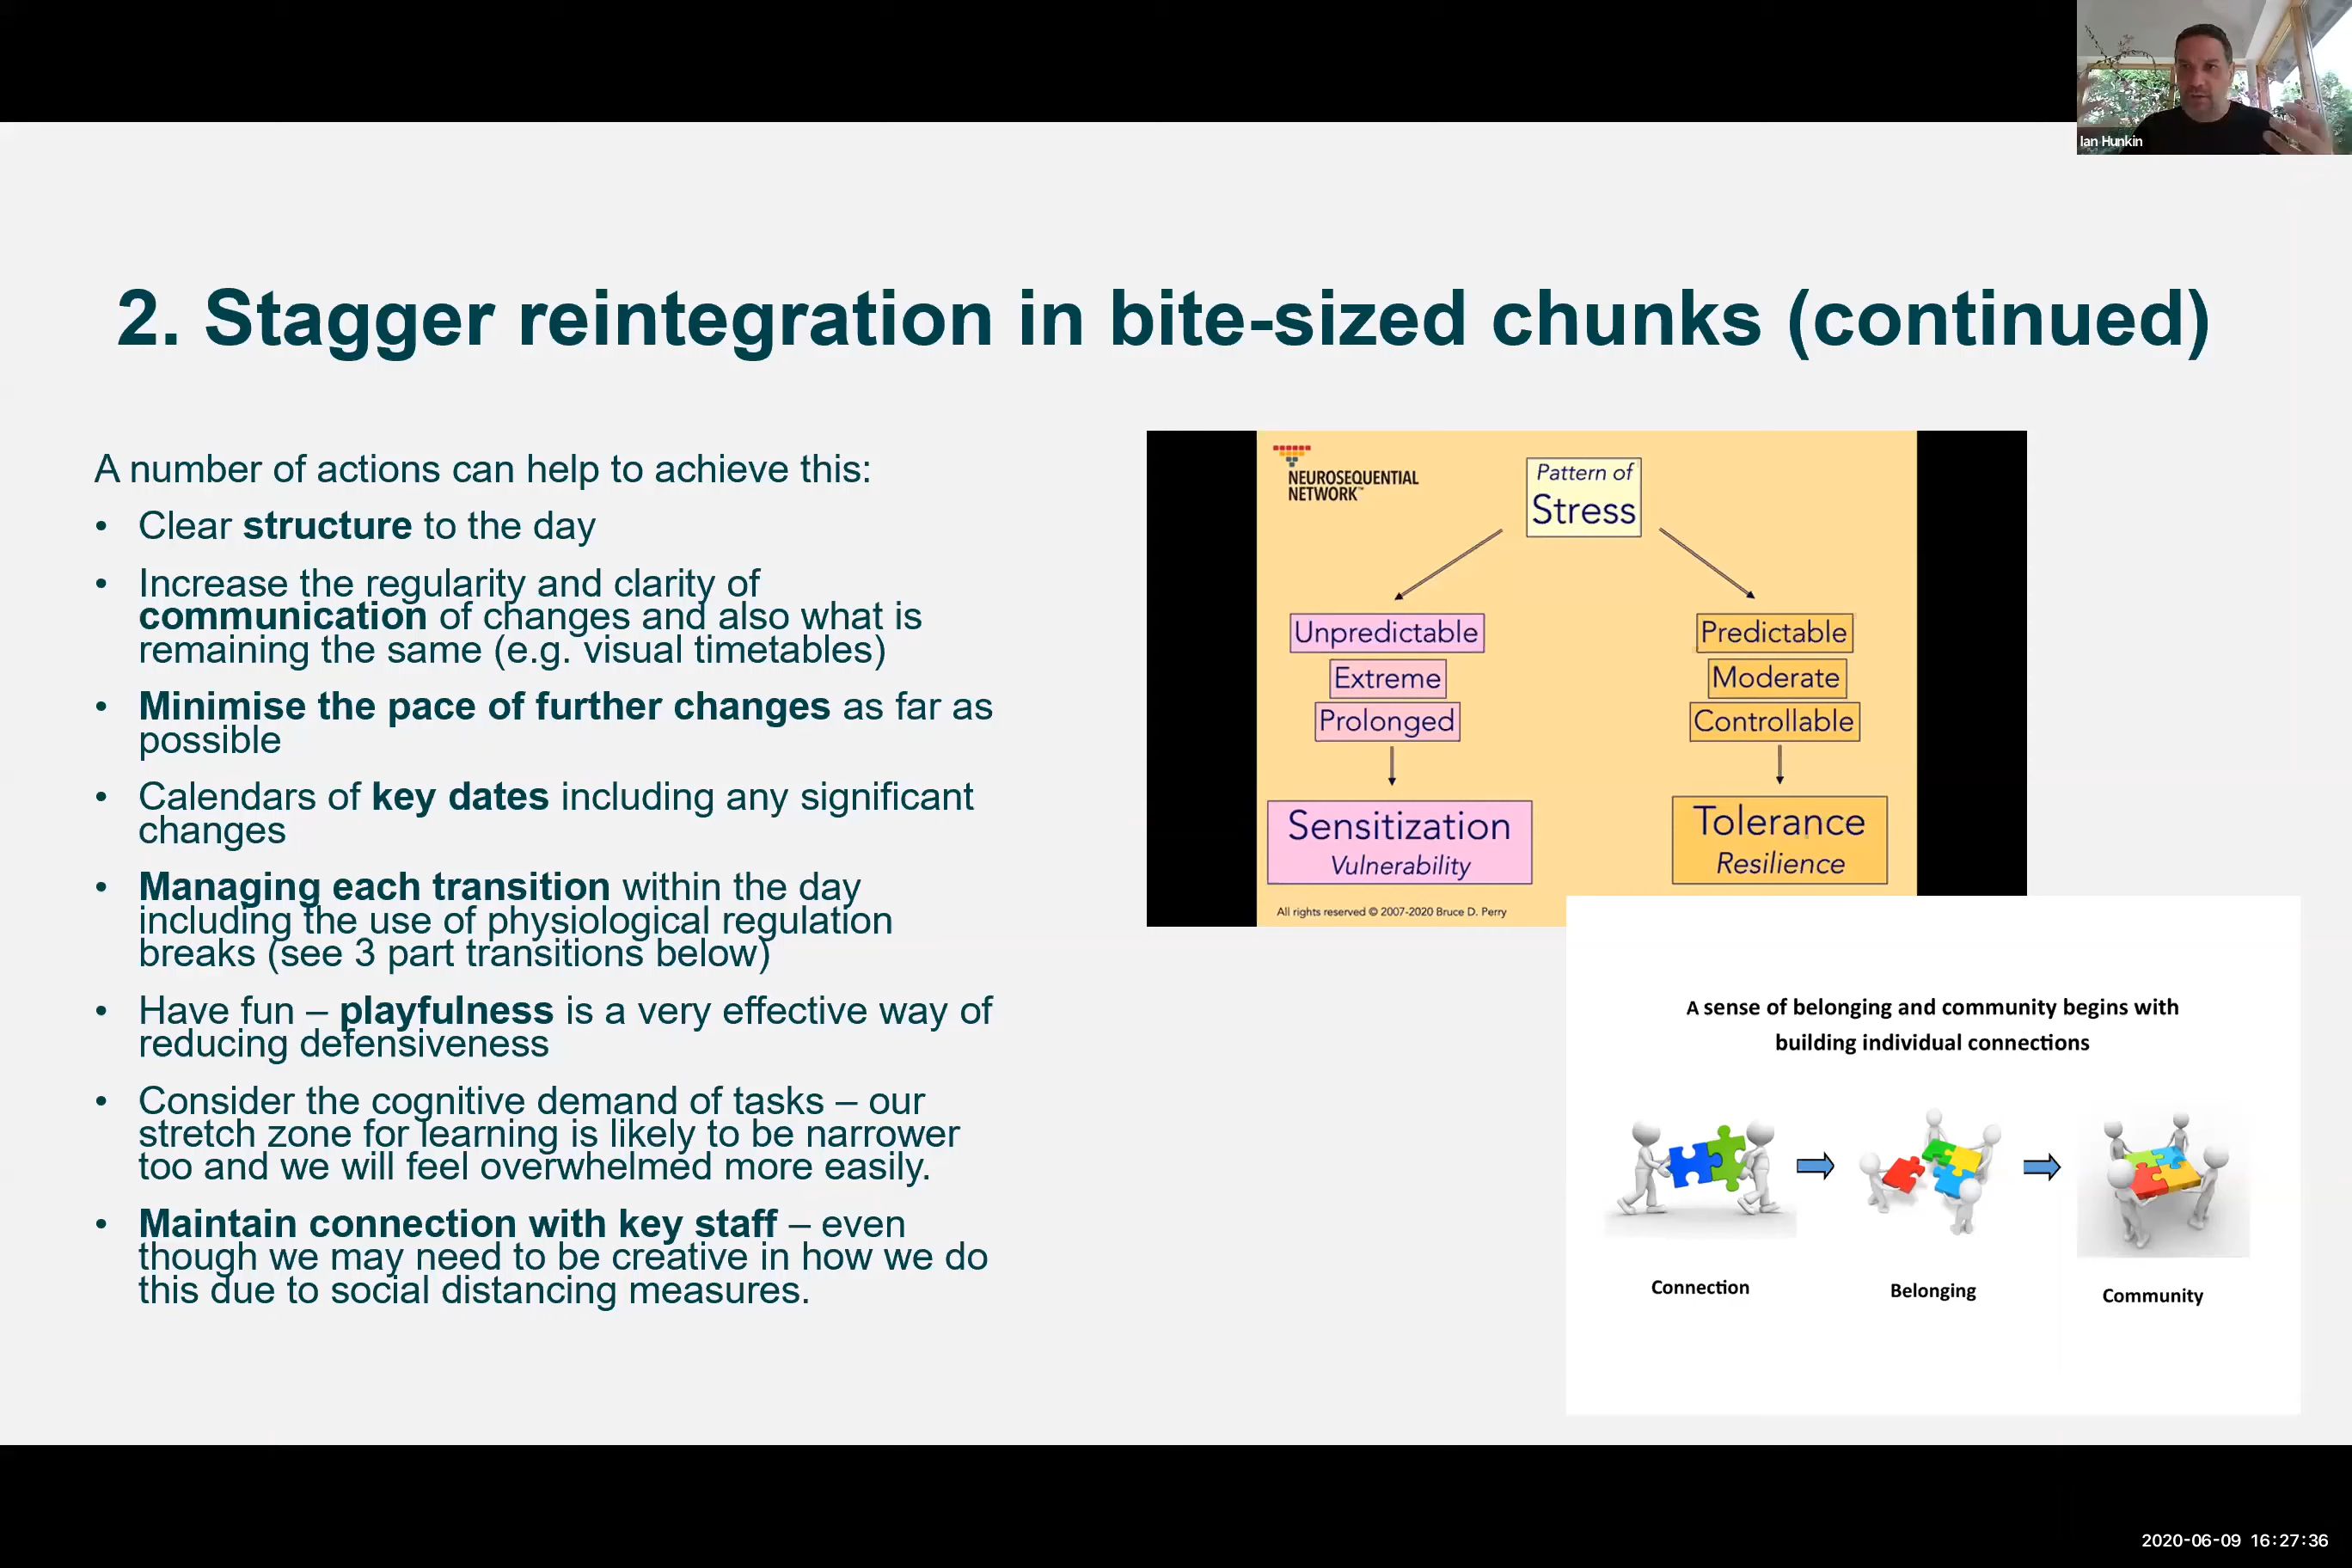 Ian Hunkin
2. Stagger reintegration in bite-sized chunks (continued)
A number of actions can help to achieve this:
• Clear structure to the day
• Increase the regularity and clarity of
communication of changes and also what is
remaining the same (e.g. visual timetables)
• Minimise the pace of further changes as far as
possible
• Calendars of key dates including any significant
changes
• Managing each transition within the day
including the use of physiological regulation
breaks (see 3 part transitions below)
• Have fun – playfulness is a very effective way of
reducing defensiveness
• Consider the cognitive demand of tasks – our
stretch zone for learning is likely to be narrower
too and we will feel overwhelmed more easily.
• Maintain connection with key staff – even
though we may need to be creative in how we do
this due to social distancing measures.
NEUROSEQUENTIAL
NETWORK™
Pattern of
Stress
Unpredictable
Extreme
Prolonged
Sensitization
Vulnerability
Predictable
Moderate
Controllable
Tolerance
Resilience
All rights reserved © 2007-2020 Bruce D. Perry
A sense of belonging and community begins with
building individual connections
Connection
Belonging
Community
2020-06-09 16:27:36